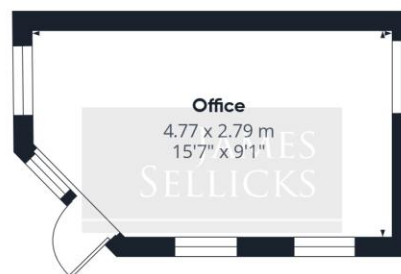 Office
4.77 x 2.79 m
15'7" x 9'1"
JAMES
SELLICKS